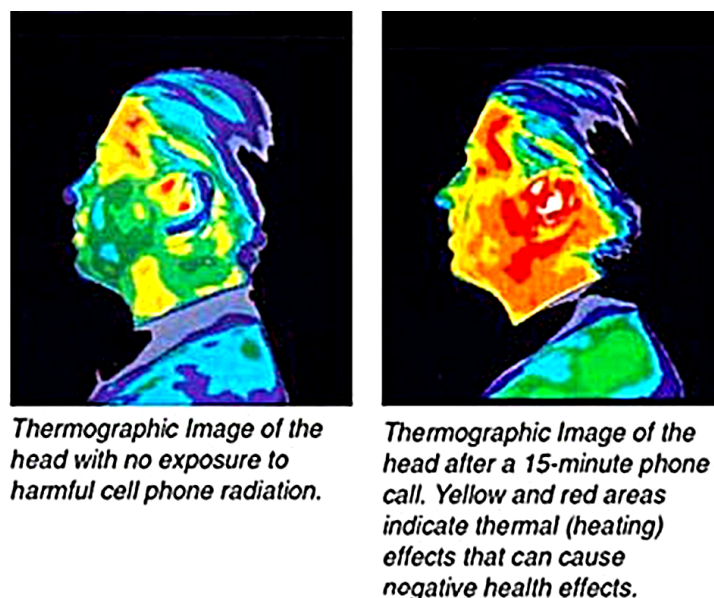 Thermographic Image of the
head with no exposure to
harmful cell phone radiation.
Thermographic Image of the
head after a 15-minute phone
call. Yellow and red areas
indicate thermal (heating)
effects that can cause
negative health effects.